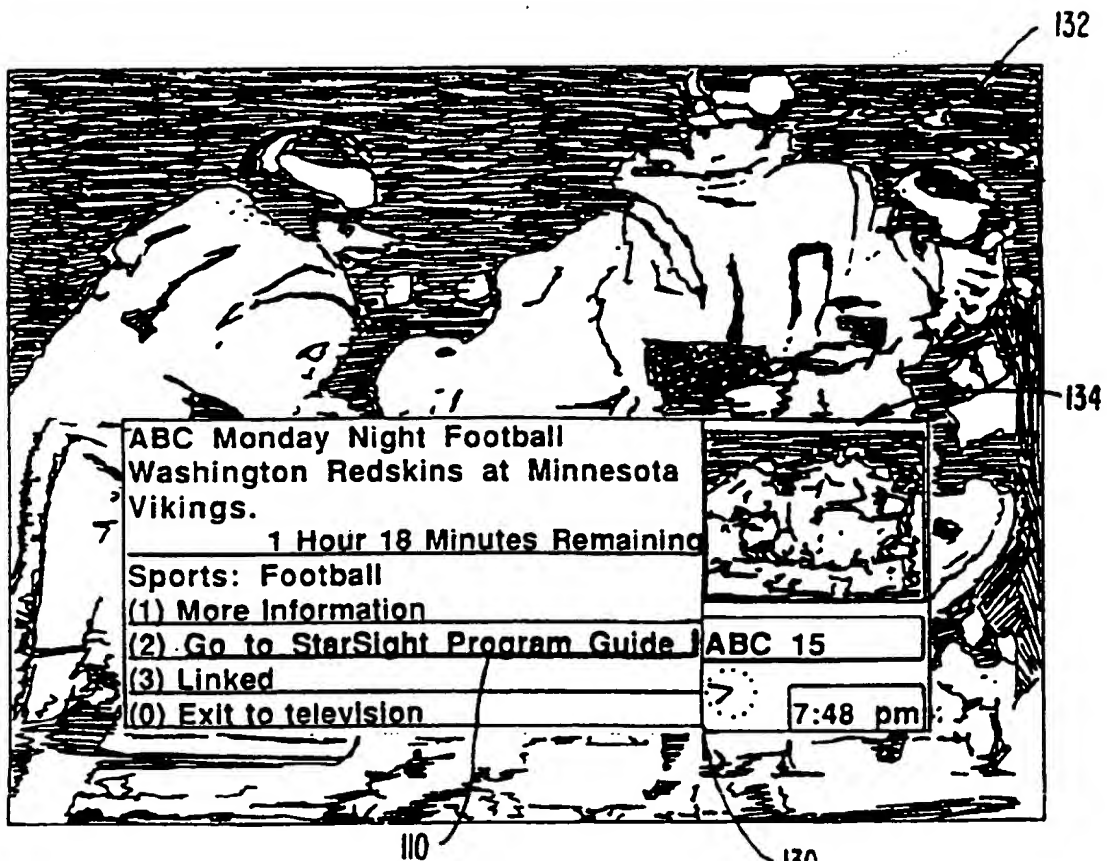 132
134
ABC Monday Night Football
Washington Redskins at Minnesota
Vikings.
1 Hour 18 Minutes Remaining
Sports: Football
(1) More Information
(2) Go to StarSight Program Guide
ABC 15
(3) Linked
(0) Exit to television
7:48 pm
110
130